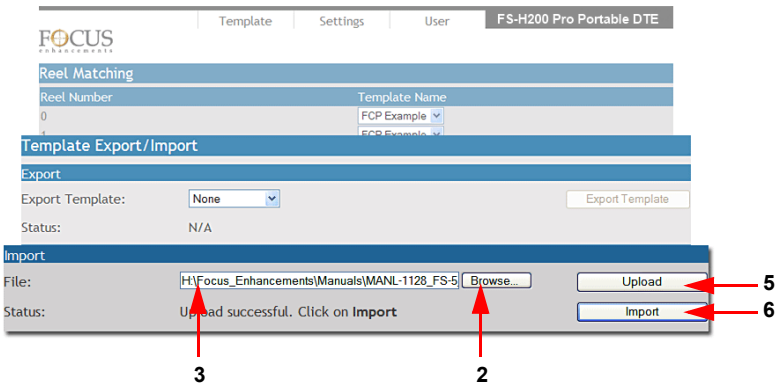 Template Settings User FS-H200 Pro Portable DTE
FOCUS
enhancements
Reel Matching
Reel Number Template Name
0 FCP Example
1 FCP Example
Template Export/Import
Export
Export Template: None Export Template
Status: N/A
Import
File: H:\Focus_Enhancements\Manuals\MANL-1128_FS-5 Browse... Upload 5
Status: Upload successful. Click on Import Import 6
3 2